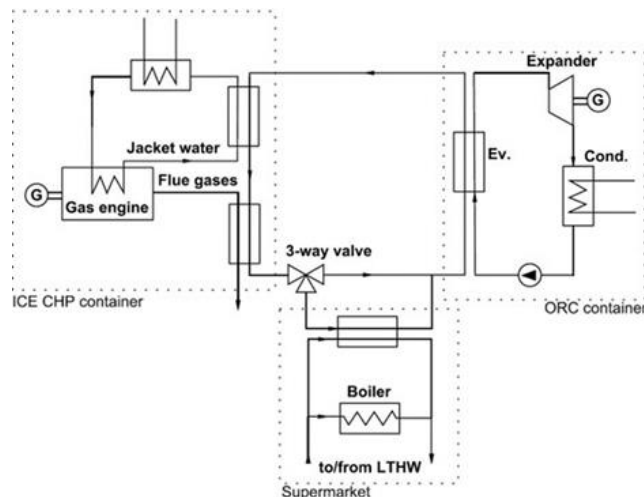 Expander
G
Jacket water
Ev.
Cond.
Flue gases
G
Gas engine
3-way valve
ICE CHP container
ORC container
Boiler
to/from LTHW
Supermarket